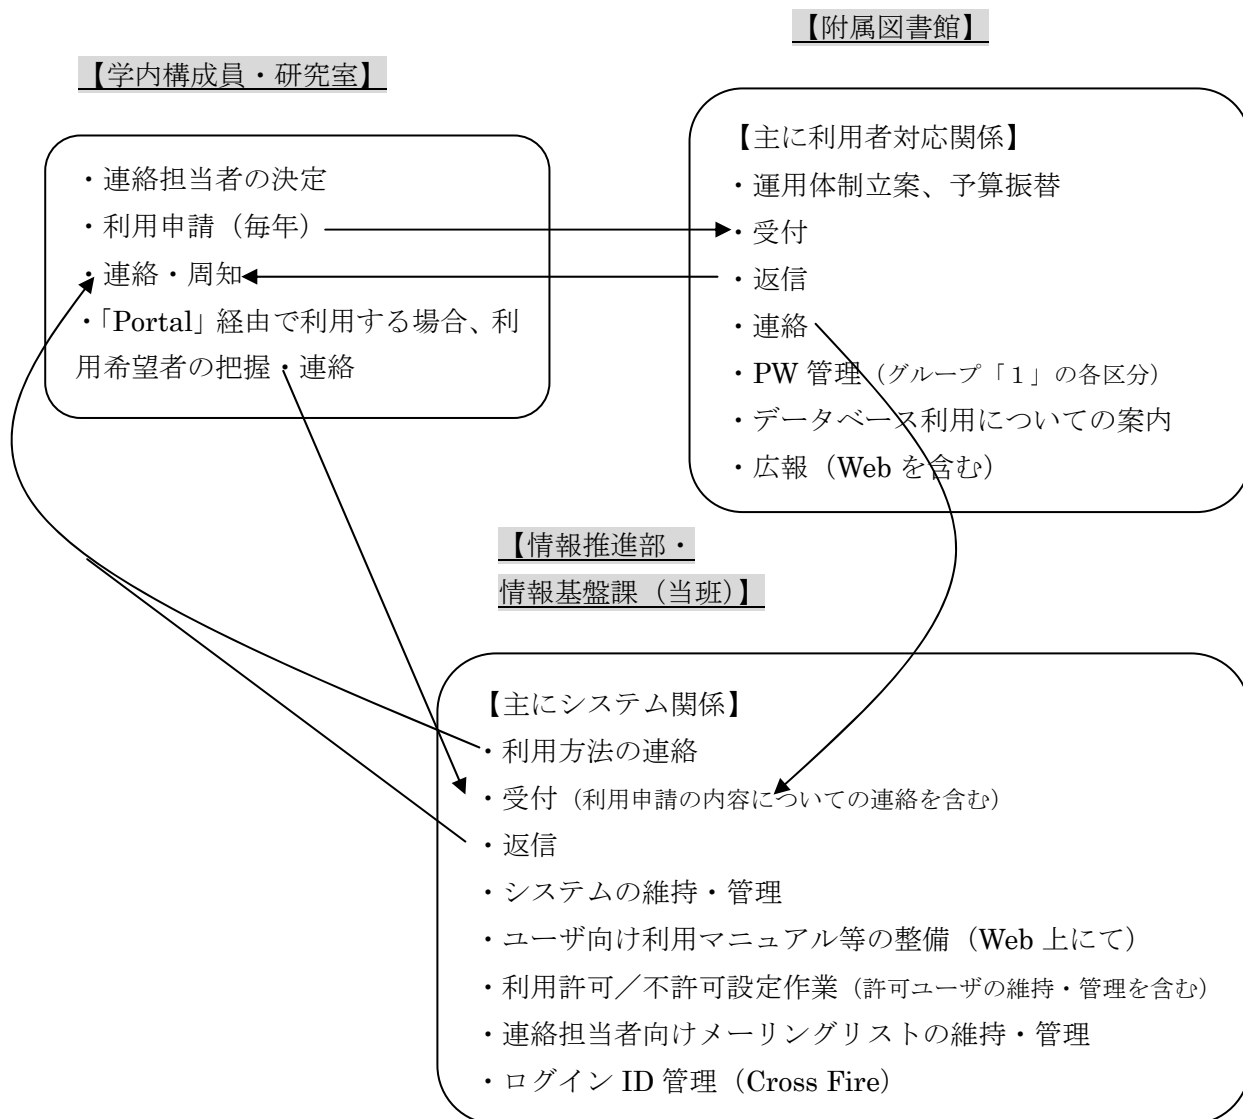 【附属図書館】
【学内構成員・研究室】
・連絡担当者の決定
・利用申請（毎年）
・連絡・周知
・「Portal」経由で利用する場合、利
用希望者の把握・連絡
【主に利用者対応関係】
・運用体制立案、予算振替
・受付
・返信
・連絡
・PW 管理（グループ「１」の各区分）
・データベース利用についての案内
・広報（Web を含む）
【情報推進部・
情報基盤課（当班）】
【主にシステム関係】
・利用方法の連絡
・受付（利用申請の内容についての連絡を含む）
・返信
・システムの維持・管理
・ユーザ向け利用マニュアル等の整備（Web 上にて）
・利用許可／不許可設定作業（許可ユーザの維持・管理を含む）
・連絡担当者向けメーリングリストの維持・管理
・ログイン ID 管理（Cross Fire）